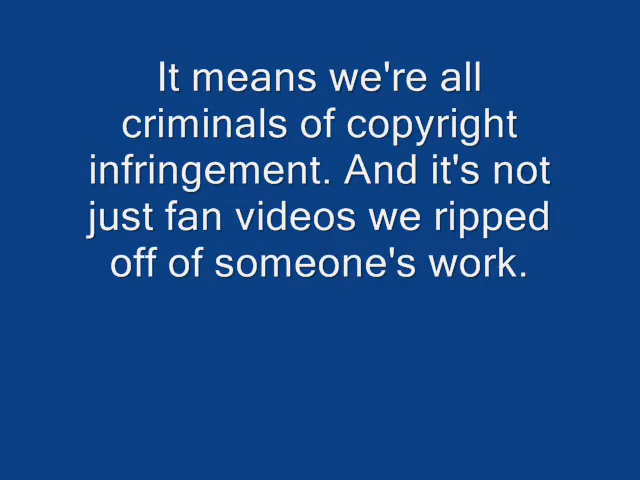 It means we're all
criminals of copyright
infringement. And it's not
just fan videos we ripped
off of someone's work.